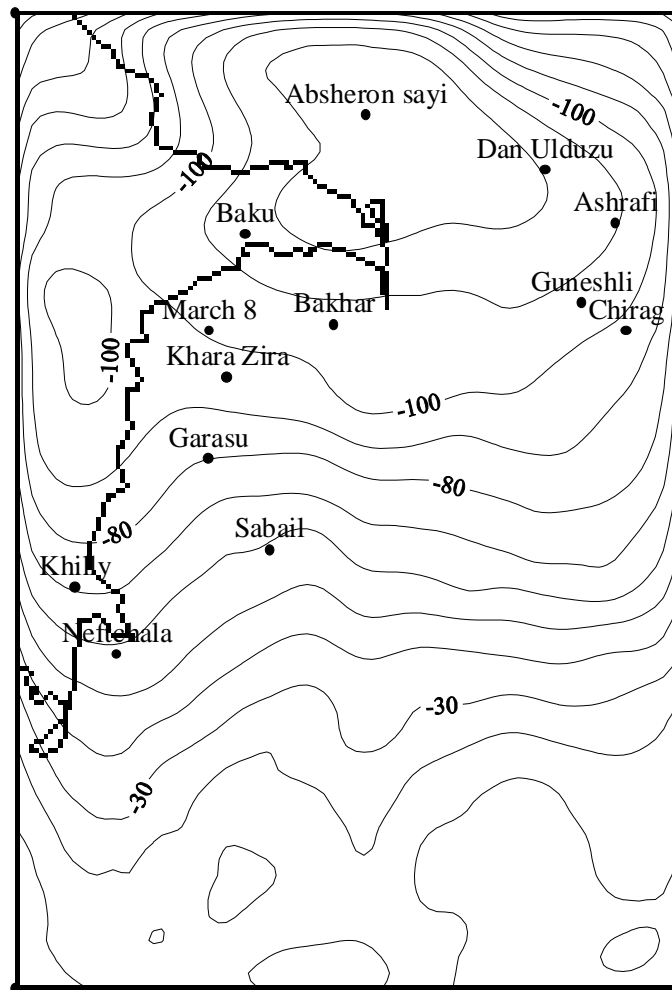 Absheron sayi
-100
Dan Ulduzu
-100
Ashrafi
Baku
Guneshli
March 8
Bakhar
Chirag
-100
Khara Zira
-100
Garasu
-80
Sabail
-80
Khilly
Neftchala
-30
-30